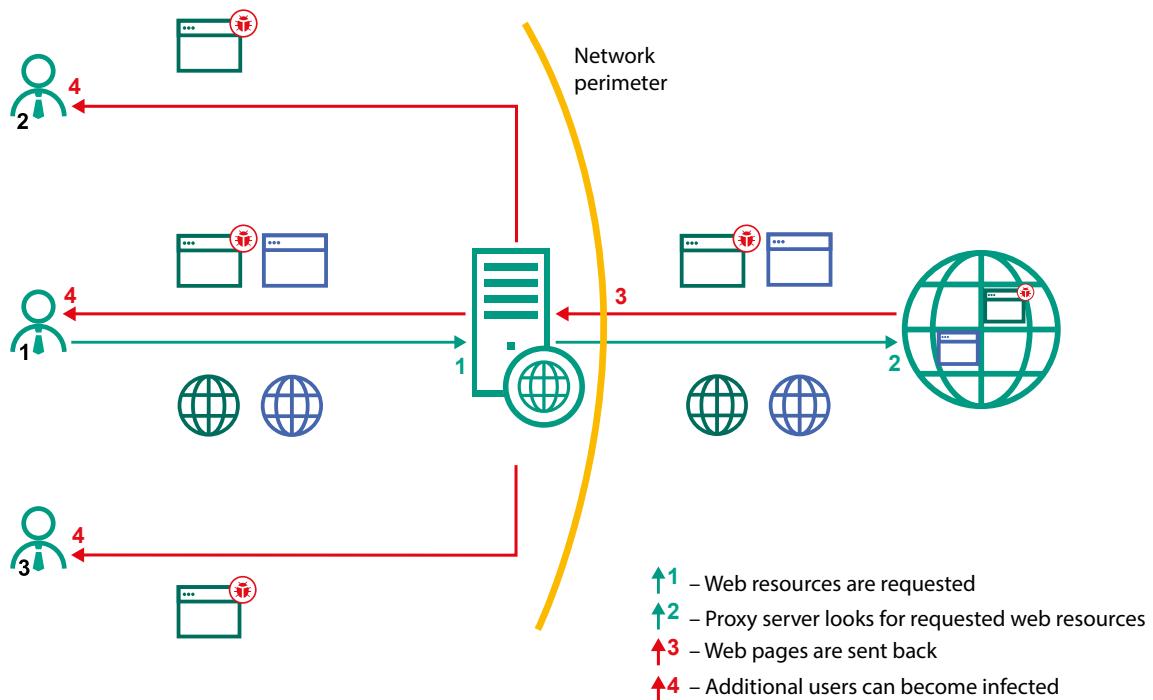 Network
perimeter
4
2
4
3
1
1
2
4
3
1 – Web resources are requested
2 – Proxy server looks for requested web resources
3 – Web pages are sent back
4 – Additional users can become infected